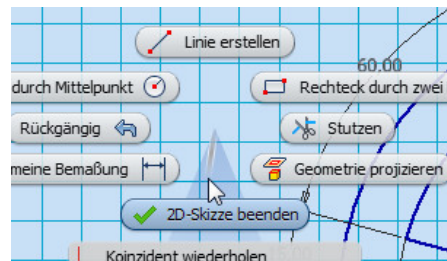 Linie erstellen
60,00
durch Mittelpunkt
Rechteck durch zwei
Rückgängig
Stutzen
meine Bemaßung
Geometrie projizieren
2D-Skizze beenden
Koinzident wiederholen